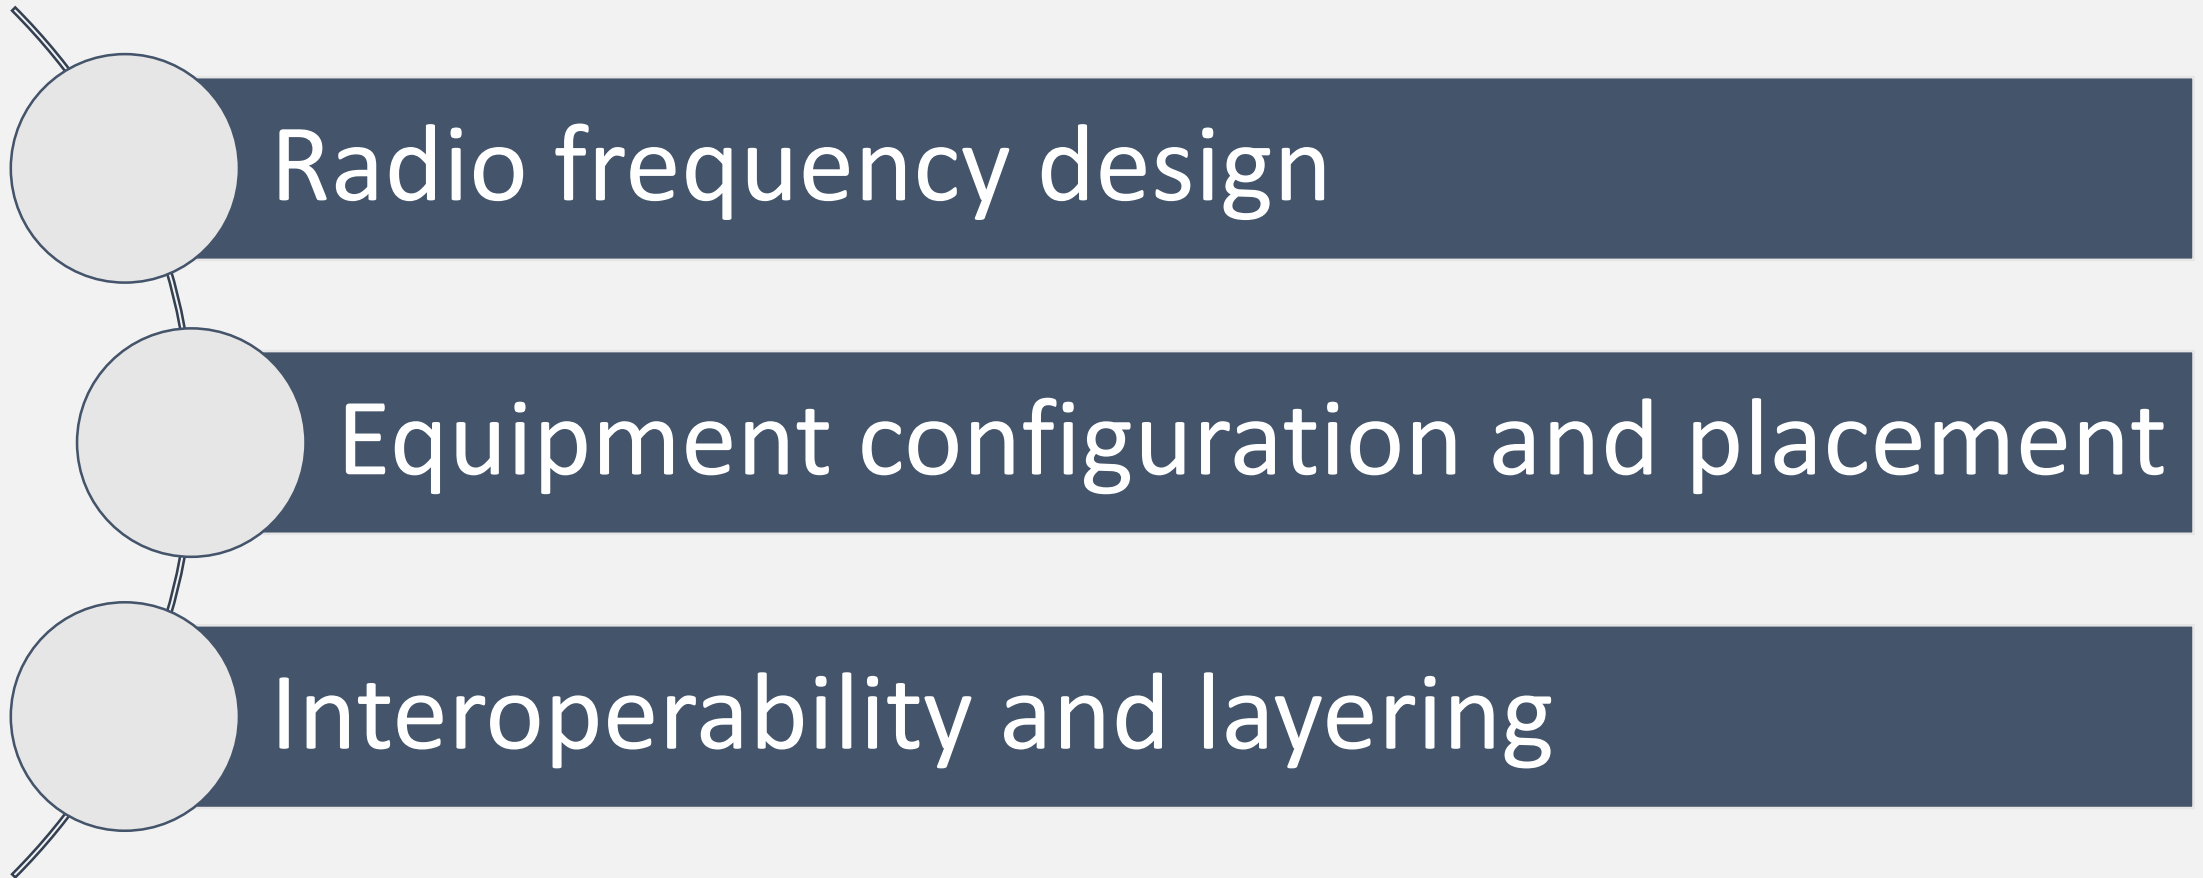 Radio frequency design
Equipment configuration and placement
Interoperability and layering